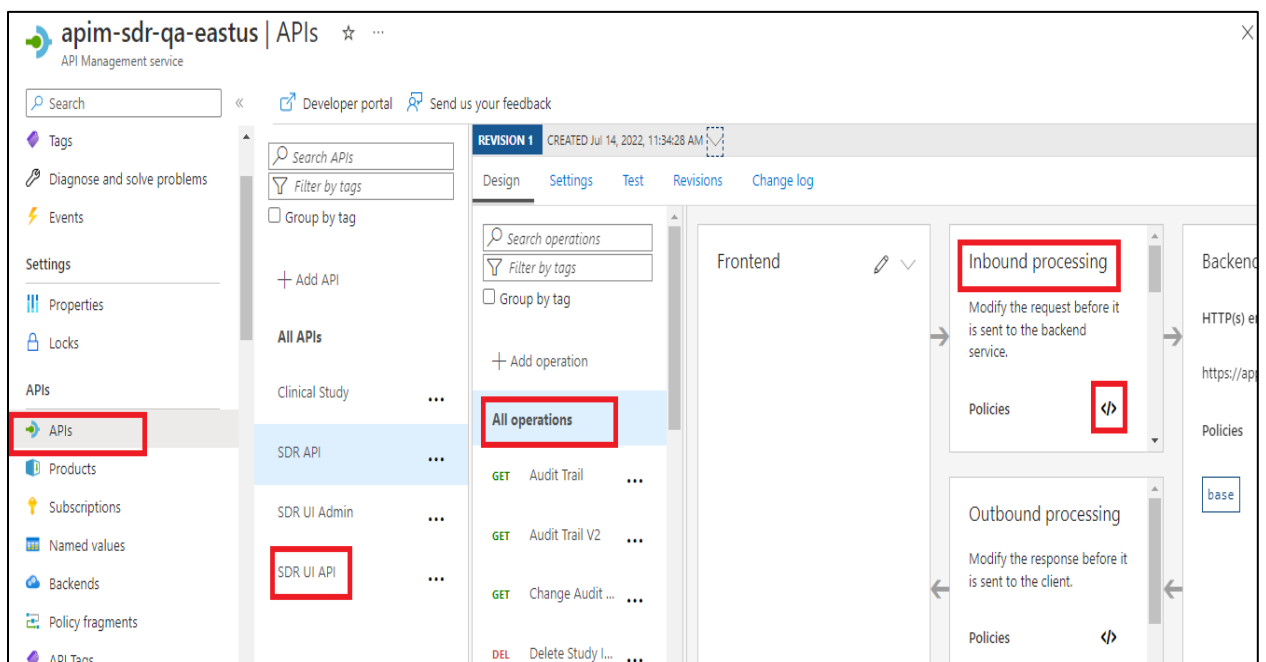 apim-sdr-qa-eastus | APIs
API Management service
Search
Developer portal
Send us your feedback
Tags
Diagnose and solve problems
Events
Settings
Properties
Locks
APIs
APIs
Products
Subscriptions
Named values
Backends
Policy fragments
API Tags
Search APIs
Filter by tags
Group by tag
Add API
All APIs
Clinical Study
SDR API
SDR UI Admin
SDR UI API
REVISION 1 CREATED Jul 14, 2022, 11:34:28 AM
Design Settings Test Revisions Change log
Search operations
Filter by tags
Group by tag
Add operation
All operations
GET Audit Trail
GET Audit Trail V2
GET Change Audit ...
DEL Delete Study I...
Frontend
Inbound processing
Modify the request before it
is sent to the backend
service.
Policies </>
Outbound processing
Modify the response before it
is sent to the client.
Policies </>
Backend
HTTP(s)
https://ap
Policies
base